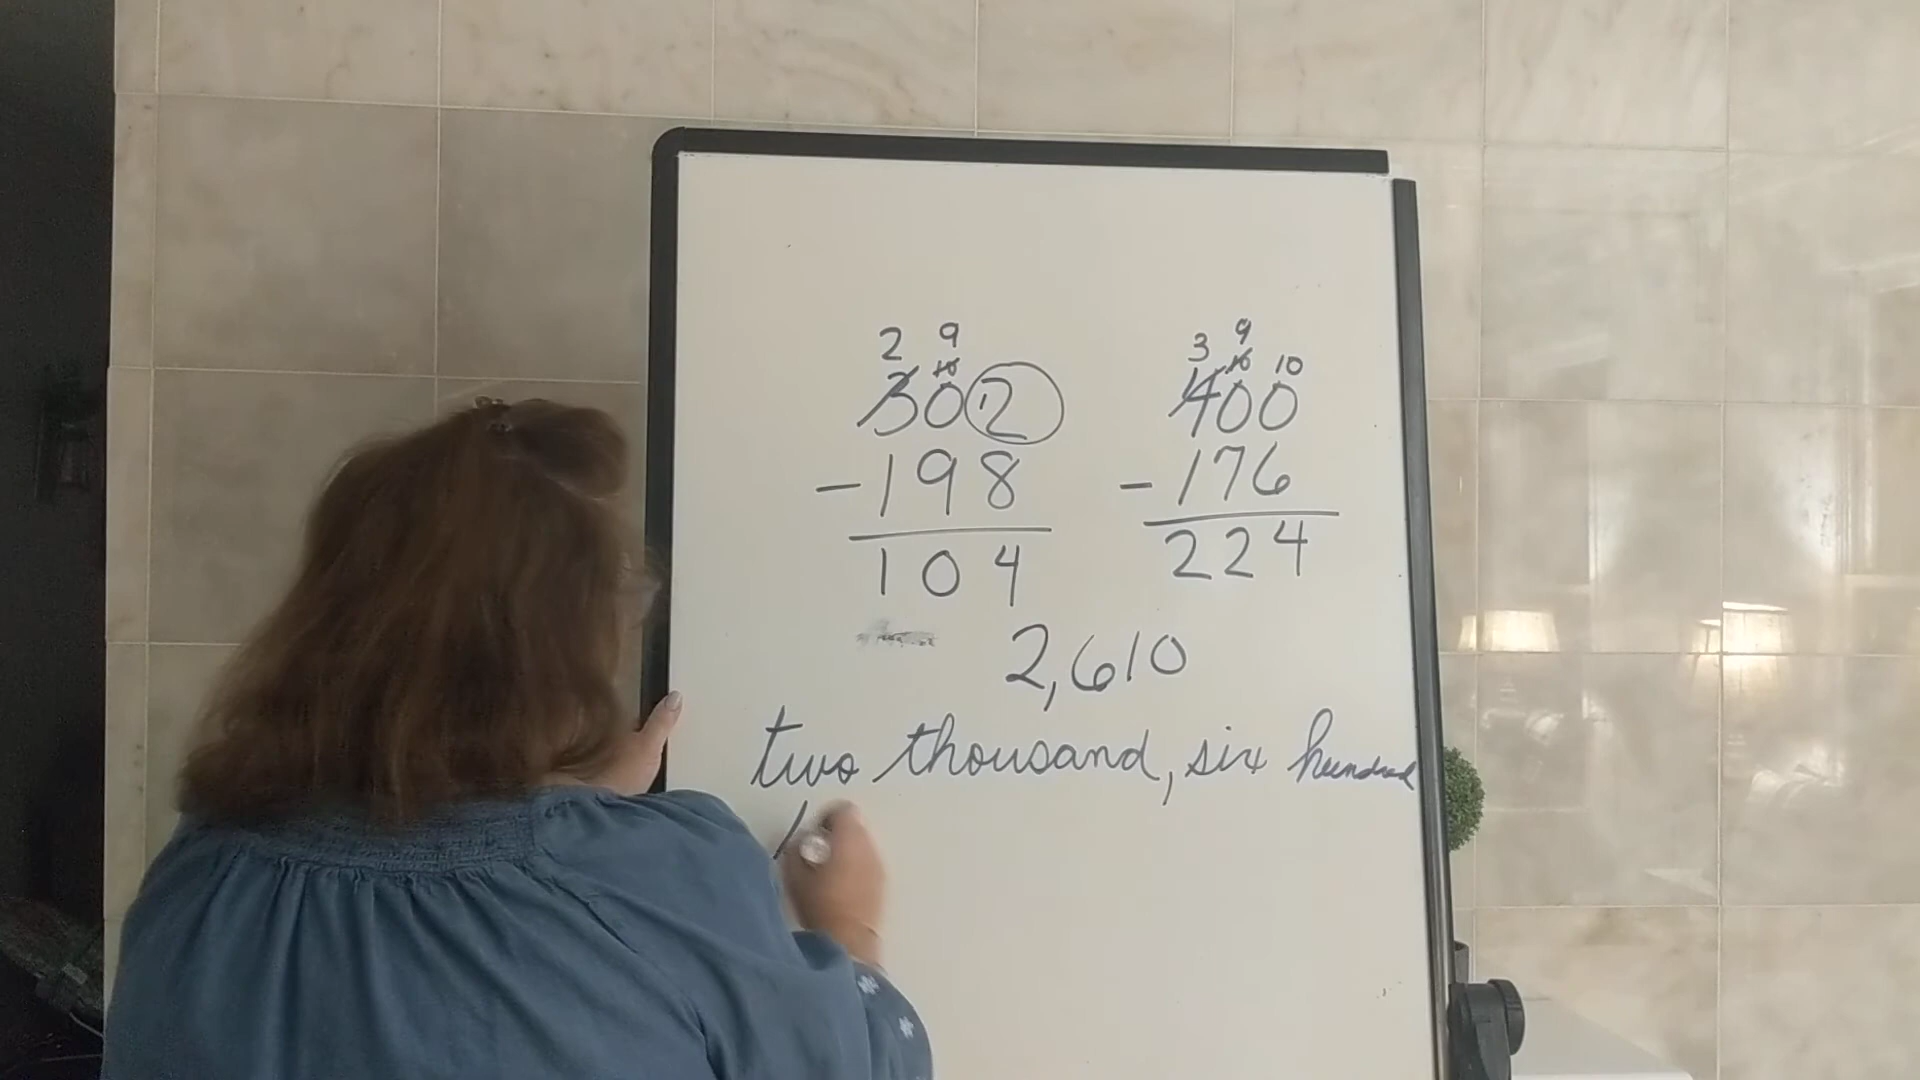 2 9 3 9
10 10 10
302 400
-198 -176
104 224
2,610
two thousand, six hundred